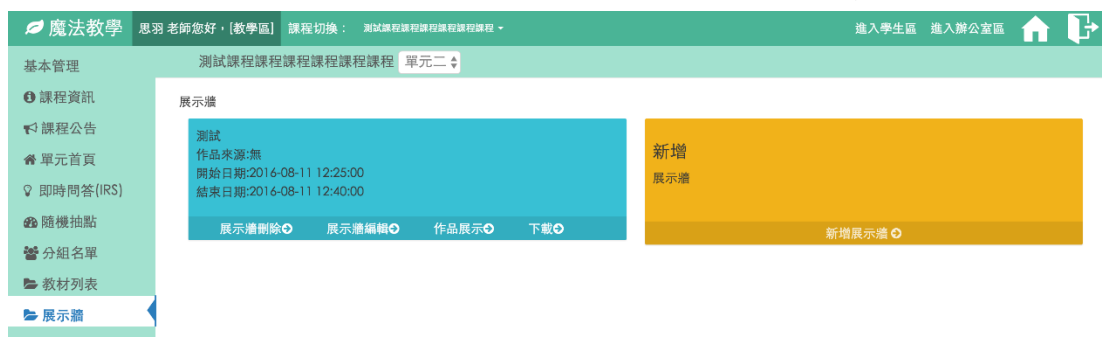 魔法教學 思羽 老師您好，[教學區] 課程切換： 測試課程課程課程課程課程課程 進入學生區 進入辦公室區
測試課程課程課程課程課程課程 單元二
基本管理
課程資訊
課程公告
單元首頁
即時問答(IRS)
隨機抽點
分組名單
教材列表
展示牆
展示牆
測試
作品來源:無
開始日期:2016-08-11 12:25:00
結束日期:2016-08-11 12:40:00
展示牆刪除 展示牆編輯 作品展示 下載
新增
展示牆
新增展示牆